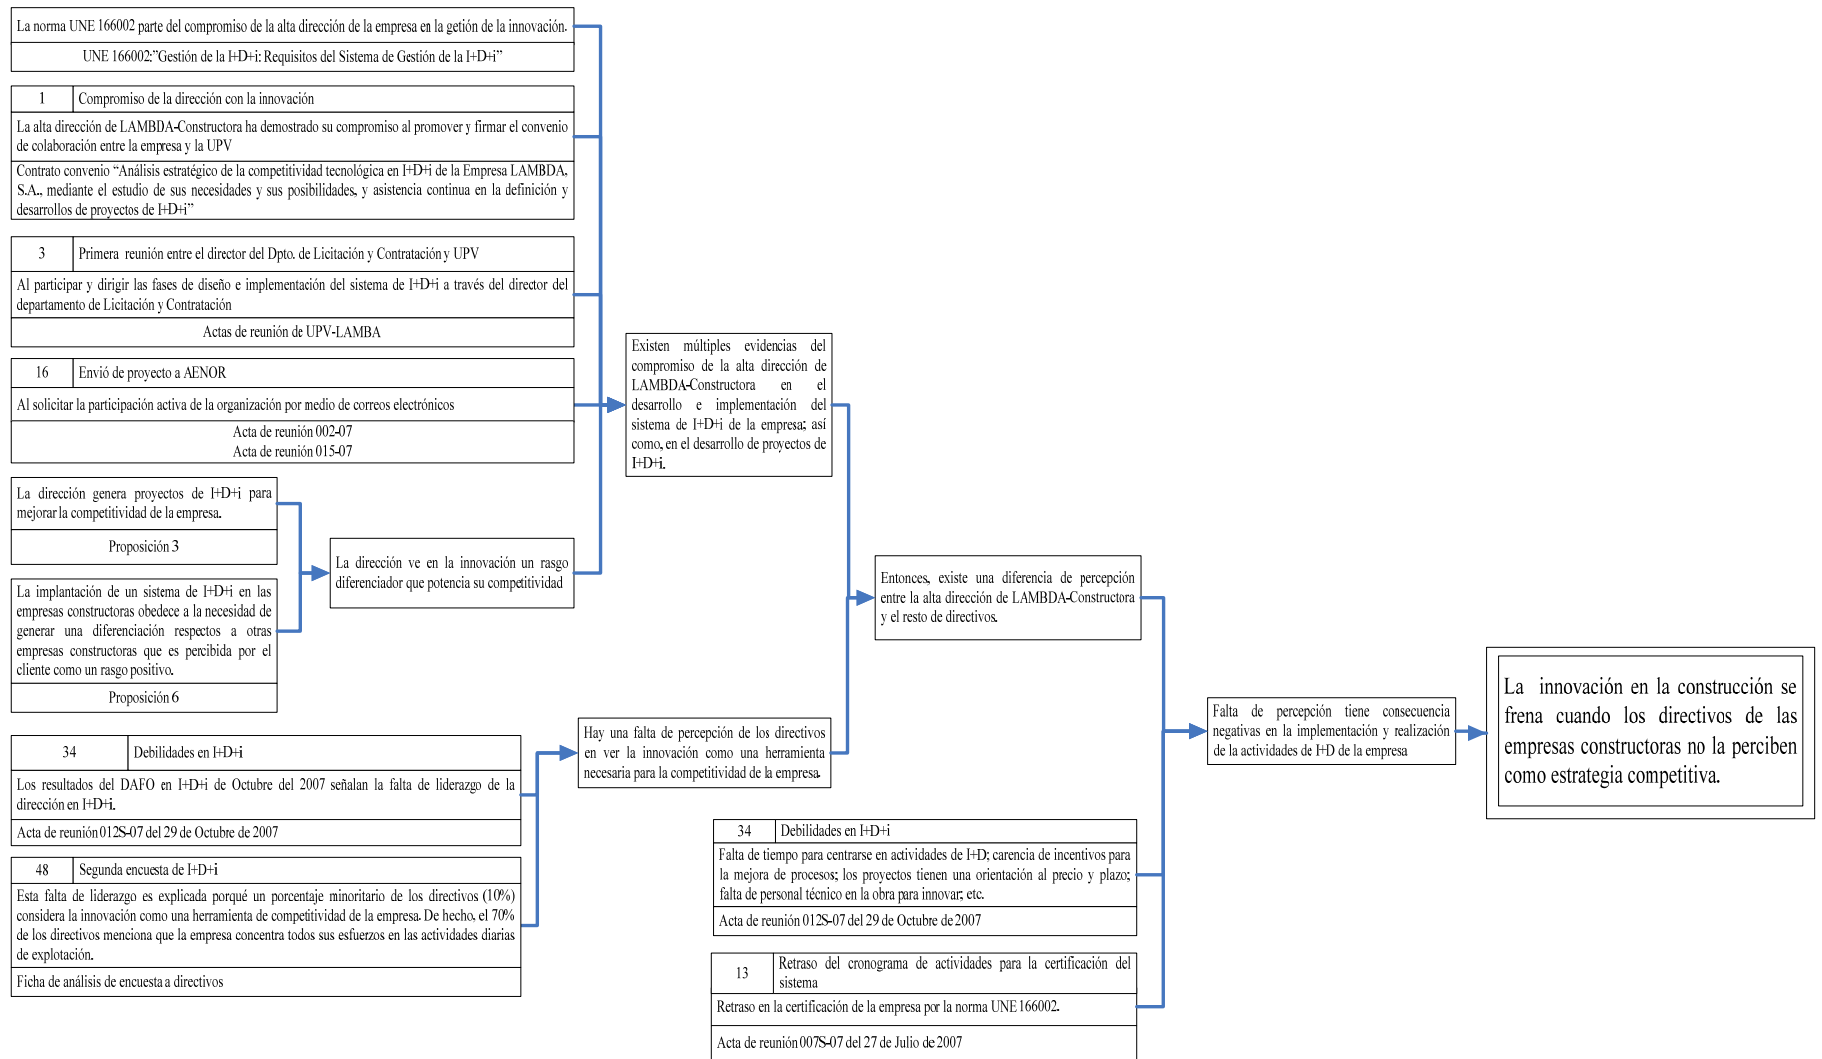 La norma UNE 166002 parte del compromiso de la alta dirección de la empresa en la getión de la innovación.
UNE 166002:"Gestión de la I+D+i: Requisitos del Sistema de Gestión de la I+D+i"
1
Compromiso de la dirección con la innovación
La alta dirección de LAMBDA-Constructora ha demostrado su compromiso al promover y firmar el convenio
de colaboración entre la empresa y la UPV
Contrato convenio “Análisis estratégico de la competitividad tecnológica en I+D+i de la Empresa LAMBDA,
S.A., mediante el estudio de sus necesidades y sus posibilidades, y asistencia continua en la definición y
desarrollos de proyectos de I+D+i”
3
Primera reunión entre el director del Dpto. de Licitación y Contratación y UPV
Al participar y dirigir las fases de diseño e implementación del sistema de I+D+i a través del director del
departamento de Licitación y Contratación
Actas de reunión de UPV-LAMBA
16
Envió de proyecto a AENOR
Al solicitar la participación activa de la organización por medio de correos electrónicos
Acta de reunión 002-07
Acta de reunión 015-07
La dirección genera proyectos de I+D+i para
mejorar la competitividad de la empresa.
Proposición 3
La implantación de un sistema de I+D+i en las
empresas constructoras obedece a la necesidad de
generar una diferenciación respectos a otras
empresas constructoras que es percibida por el
cliente como un rasgo positivo.
Proposición 6
La dirección ve en la innovación un rasgo
diferenciador que potencia su competitividad
Existen múltiples evidencias del
compromiso de la alta dirección de
LAMBDA-Constructora en el
desarrollo e implementación del
sistema de I+D+i de la empresa; así
como, en el desarrollo de proyectos de
I+D+i.
34
Debilidades en I+D+i
Los resultados del DAFO en I+D+i de Octubre del 2007 señalan la falta de liderazgo de la
dirección en I+D+i.
Acta de reunión 012S-07 del 29 de Octubre de 2007
48
Segunda encuesta de I+D+i
Esta falta de liderazgo es explicada porqué un porcentaje minoritario de los directivos (10%)
considera la innovación como una herramienta de competitividad de la empresa. De hecho, el 70%
de los directivos menciona que la empresa concentra todos sus esfuerzos en las actividades diarias
de explotación.
Ficha de análisis de encuesta a directivos
Hay una falta de percepción de los directivos
en ver la innovación como una herramienta
necesaria para la competitividad de la empresa.
Entonces, existe una diferencia de percepción
entre la alta dirección de LAMBDA-Constructora
y el resto de directivos.
34
Debilidades en I+D+i
Falta de tiempo para centrarse en actividades de I+D; carencia de incentivos para
la mejora de procesos; los proyectos tienen una orientación al precio y plazo;
falta de personal técnico en la obra para innovar; etc.
Acta de reunión 012S-07 del 29 de Octubre de 2007
13
Retraso del cronograma de actividades para la certificación del
sistema
Retraso en la certificación de la empresa por la norma UNE 166002.
Acta de reunión 007S-07 del 27 de Julio de 2007
Falta de percepción tiene consecuencia
negativas en la implementación y realización
de la actividades de I+D de la empresa
La innovación en la construcción se
frena cuando los directivos de las
empresas constructoras no la perciben
como estrategia competitiva.